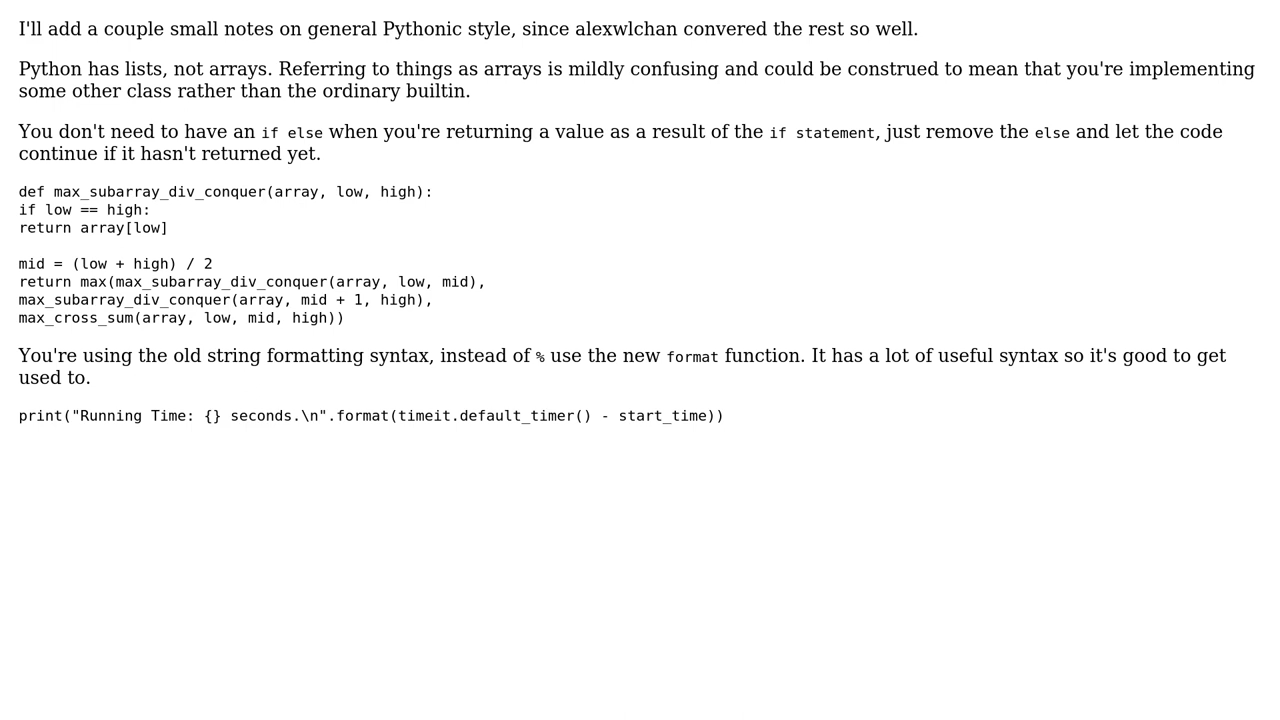 I'll add a couple small notes on general Pythonic style, since alexwlchan convered the rest so well.
Python has lists, not arrays. Referring to things as arrays is mildly confusing and could be construed to mean that you're implementing
some other class rather than the ordinary builtin.
You don't need to have an if else when you're returning a value as a result of the if statement, just remove the else and let the code
continue if it hasn't returned yet.
def max_subarray_div_conquer(array, low, high):
if low == high:
return array[low]
mid = (low + high) / 2
return max(max_subarray_div_conquer(array, low, mid),
max_subarray_div_conquer(array, mid + 1, high),
max_cross_sum(array, low, mid, high))
You're using the old string formatting syntax, instead of % use the new format function. It has a lot of useful syntax so it's good to get
used to.
print("Running Time: {} seconds.\n".format(timeit.default_timer() - start_time))